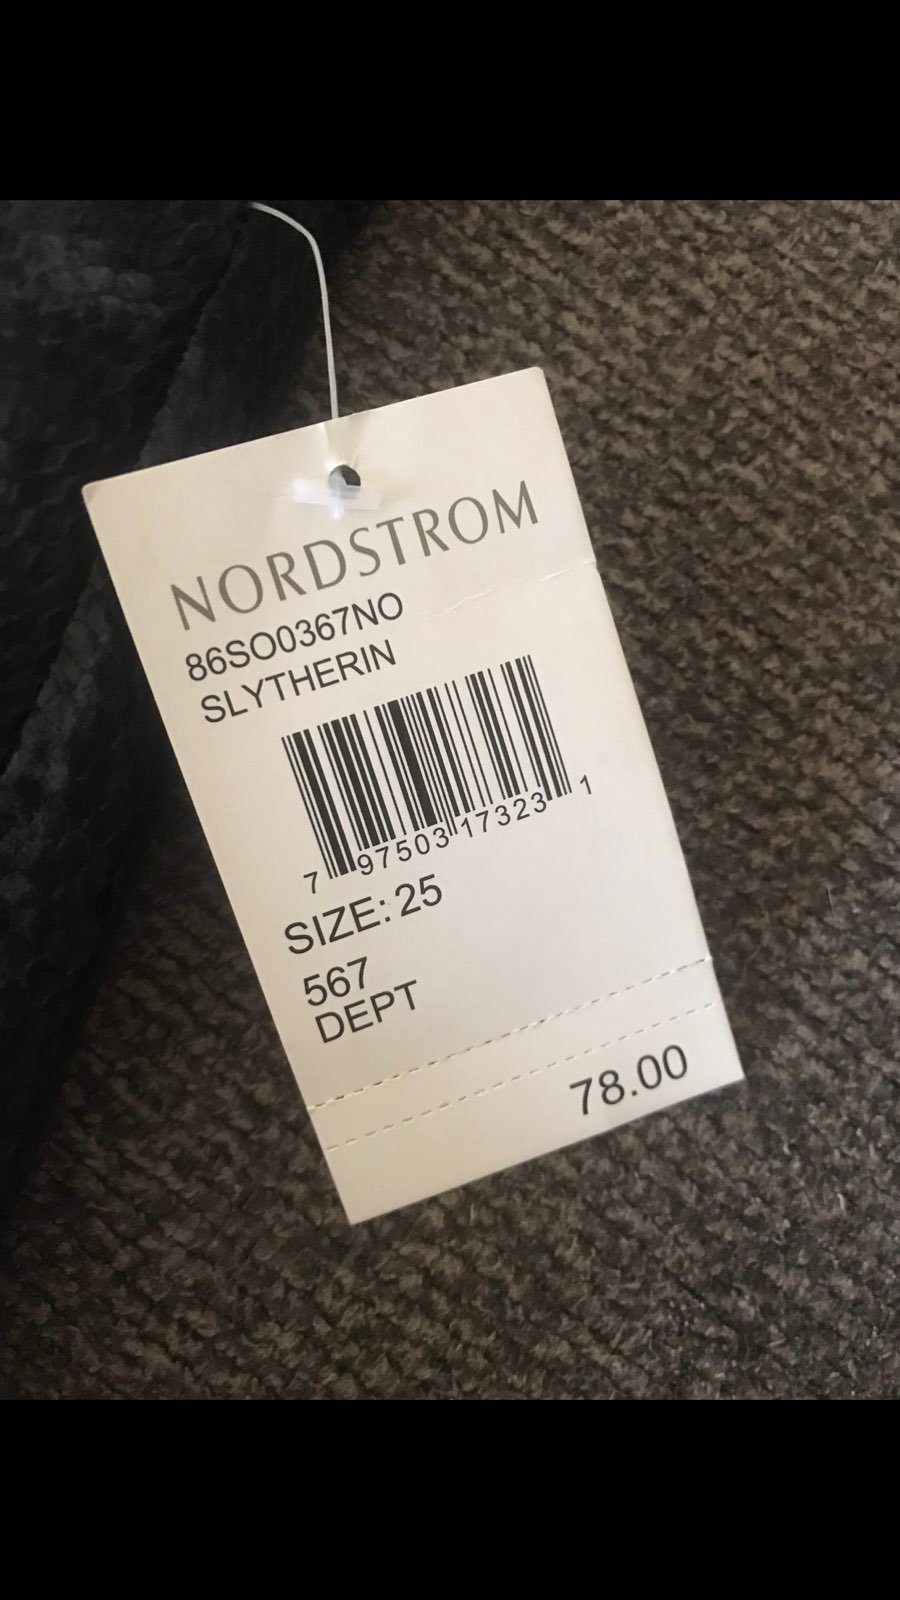 NORDSTROM
86SO0367NO
SLYTHERIN
7 97503 17323 1
SIZE: 25
567
DEPT
78.00